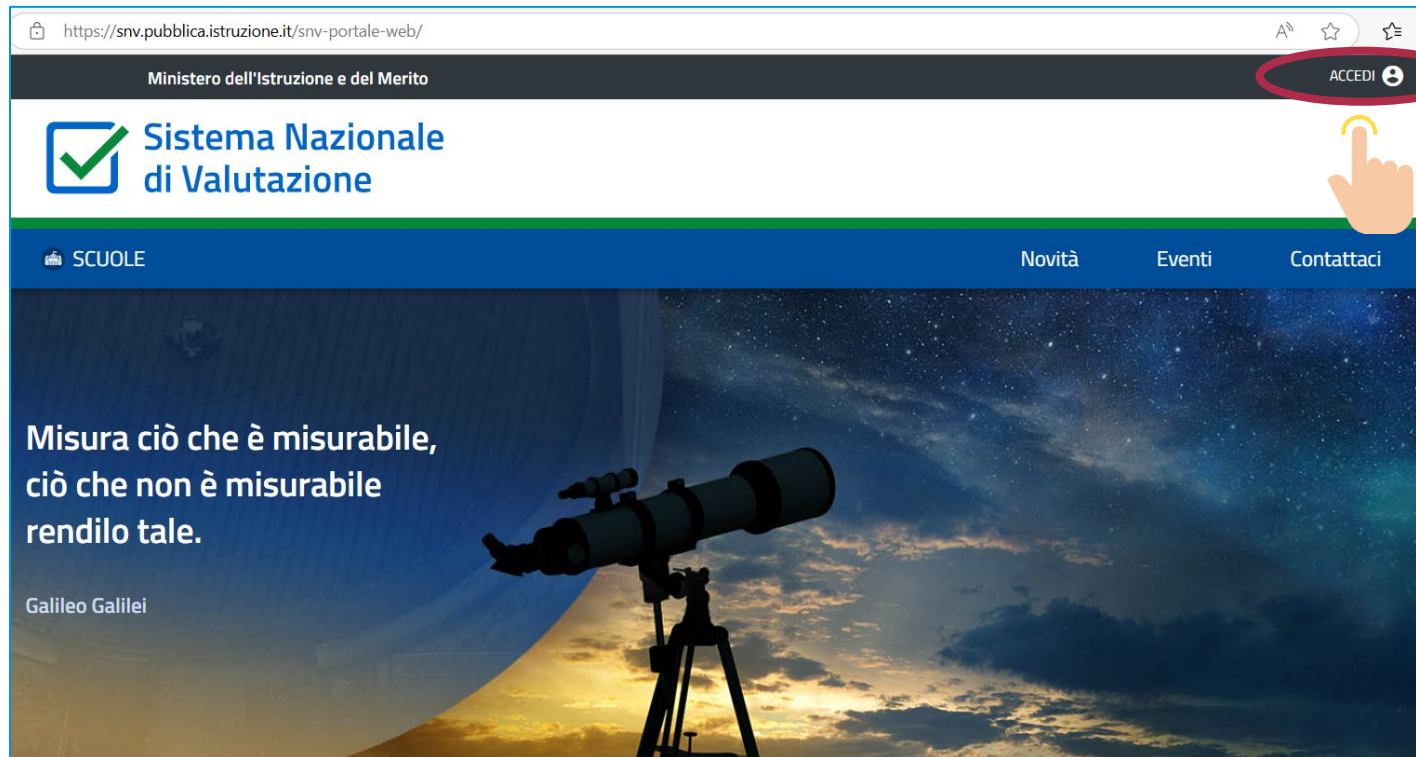 https://snv.pubblica.istruzione.it/snv-portale-web/
Ministero dell'Istruzione e del Merito
ACCEDI
Sistema Nazionale
di Valutazione
SCUOLE
Novità
Eventi
Contattaci
Misura ciò che è misurabile,
ciò che non è misurabile
rendilo tale.
Galileo Galilei